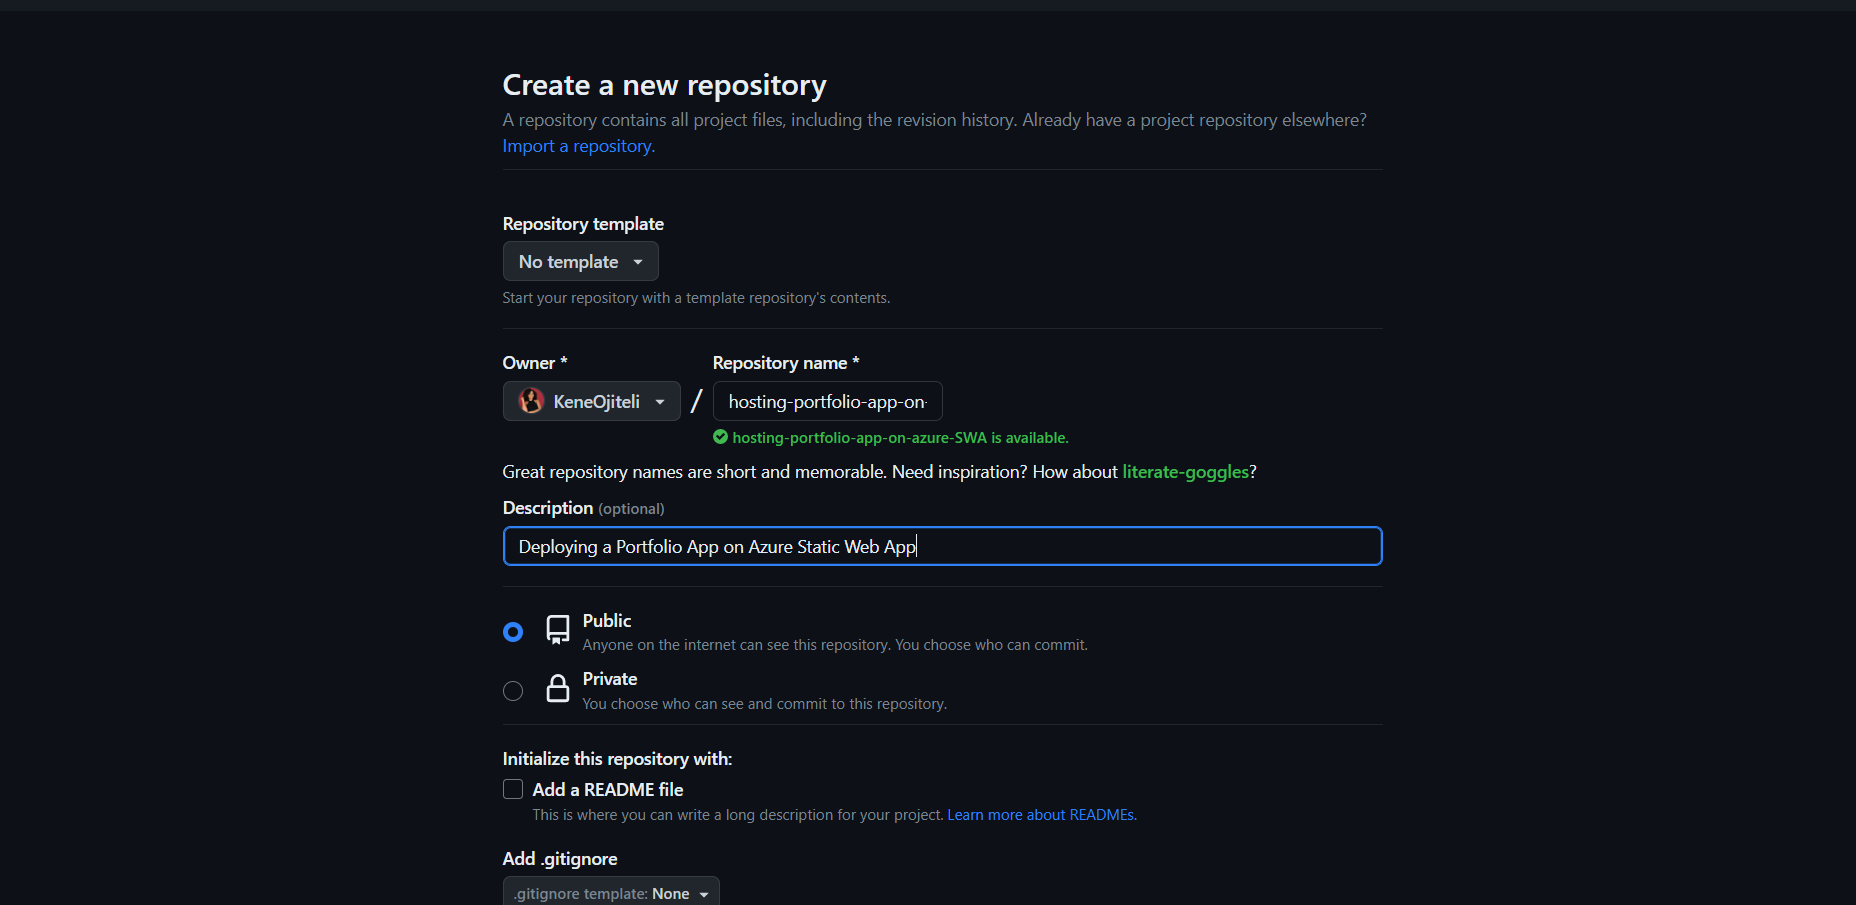 Create a new repository
A repository contains all project files, including the revision history. Already have a project repository elsewhere?
Import a repository.
Repository template
No template
Start your repository with a template repository's contents.
Owner *
Repository name *
KeneOjiteli
/
hosting-portfolio-app-on-
hosting-portfolio-app-on-azure-SWA is available.
Great repository names are short and memorable. Need inspiration? How about literate-goggles?
Description (optional)
Deploying a Portfolio App on Azure Static Web App
Public
Anyone on the internet can see this repository. You choose who can commit.
Private
You choose who can see and commit to this repository.
Initialize this repository with:
Add a README file
This is where you can write a long description for your project. Learn more about READMEs.
Add .gitignore
.gitignore template: None